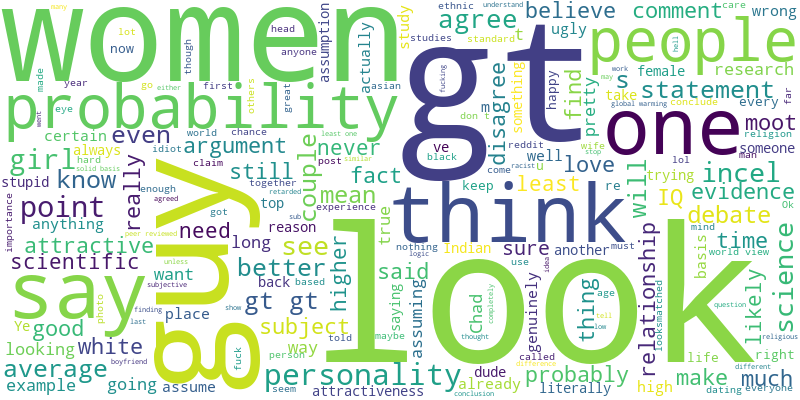 many
lot
now
head
though
anyone
ethnic
understand
women
assumption
study
actually
agree
t
studies
standard
gt
believe
ugly
comment
care
wrong
people
hell
year
go
others
made
either
first
great
probability
eye
went
asian
fucking
disagree
m
something
don t
find
happy
pretty
s
female
research
work
may
statement
take
every
far
global warming
conclude
one
moot
religion
someone
certain
even
always
idiot
world
chance
hard
solid basis
argument
claim
never
least one
post
similar
ve
black
reddit
come
racist
u
well
love
wife
stop
re
lol
man
trying
incel
girl
stupid
know
really
enough
still
together
retarded
couple
fact
think
keep
least
will
IQ
evidence
Ok
importance
point
agreed
got
top
sub
mean
experience
true
nothing
logic
indian
sure
must
another
debate
mind
anything
peer reviewed
need
long
reason
attractive
unless
subjective
see
back
based
said
use
idea
genuinely
thing
age
tell
low
relationship
looksmatched
basis
time
world view
scientific
want
better
higher
saying
assuming
Chad
completely
look
likely
science
question
say
photo
finding
last
place
show
gt gt
maybe
thought
called
life
right
religious
Ye
good
guy
fuck
subject
way
told
looking
white
boyfriend
person
personality
dude
difference
probably
high
make
different
much
average
assume
seem
already
example
going
attractiveness
conclusion
literally
dating
everyone